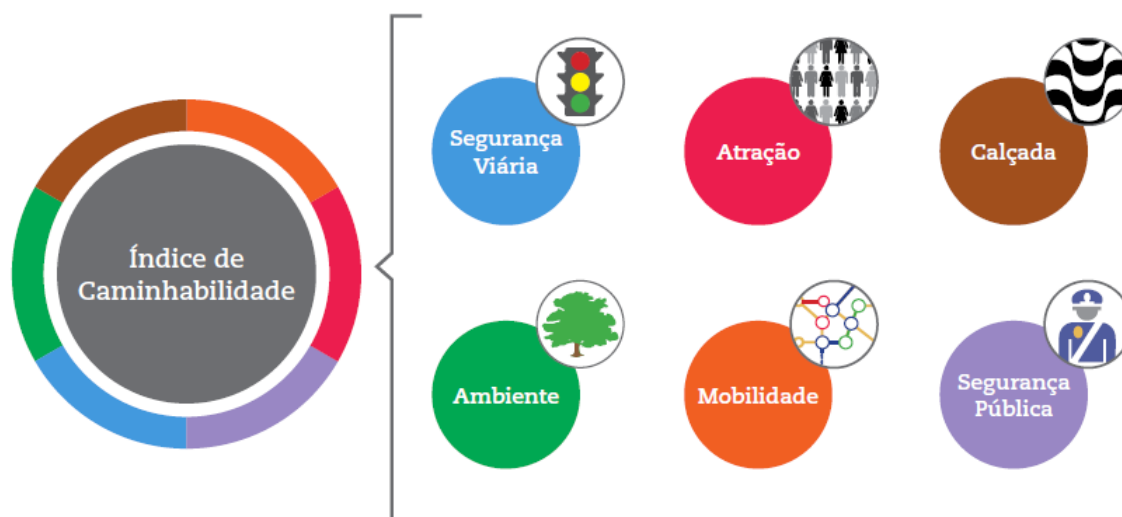 Índice de
Caminhabilidade
Segurança
Viária
Atração
Calçada
Ambiente
Mobilidade
Segurança
Pública